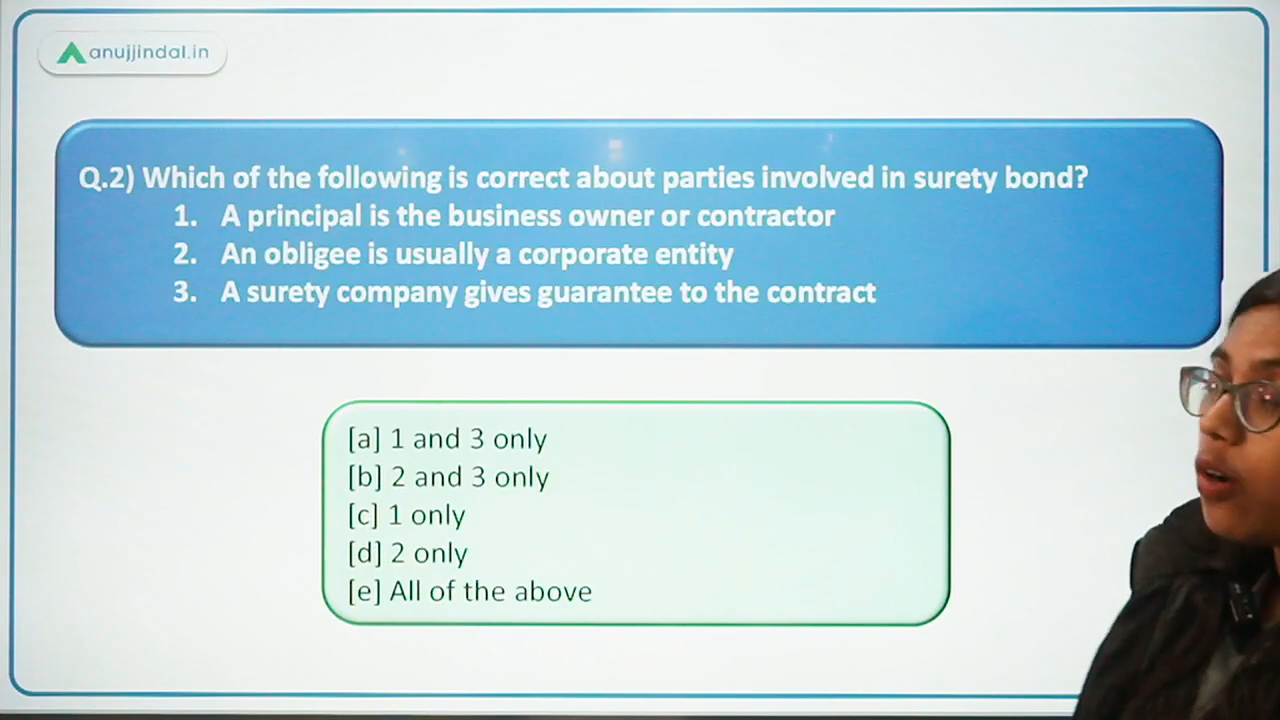 anujjindal.in
Q.2) Which of the following is correct about parties involved in surety bond?
1. A principal is the business owner or contractor
2. An obligee is usually a corporate entity
3. A surety company gives guarantee to the contract
[a] 1 and 3 only
[b] 2 and 3 only
[c] 1 only
[d] 2 only
[e] All of the above